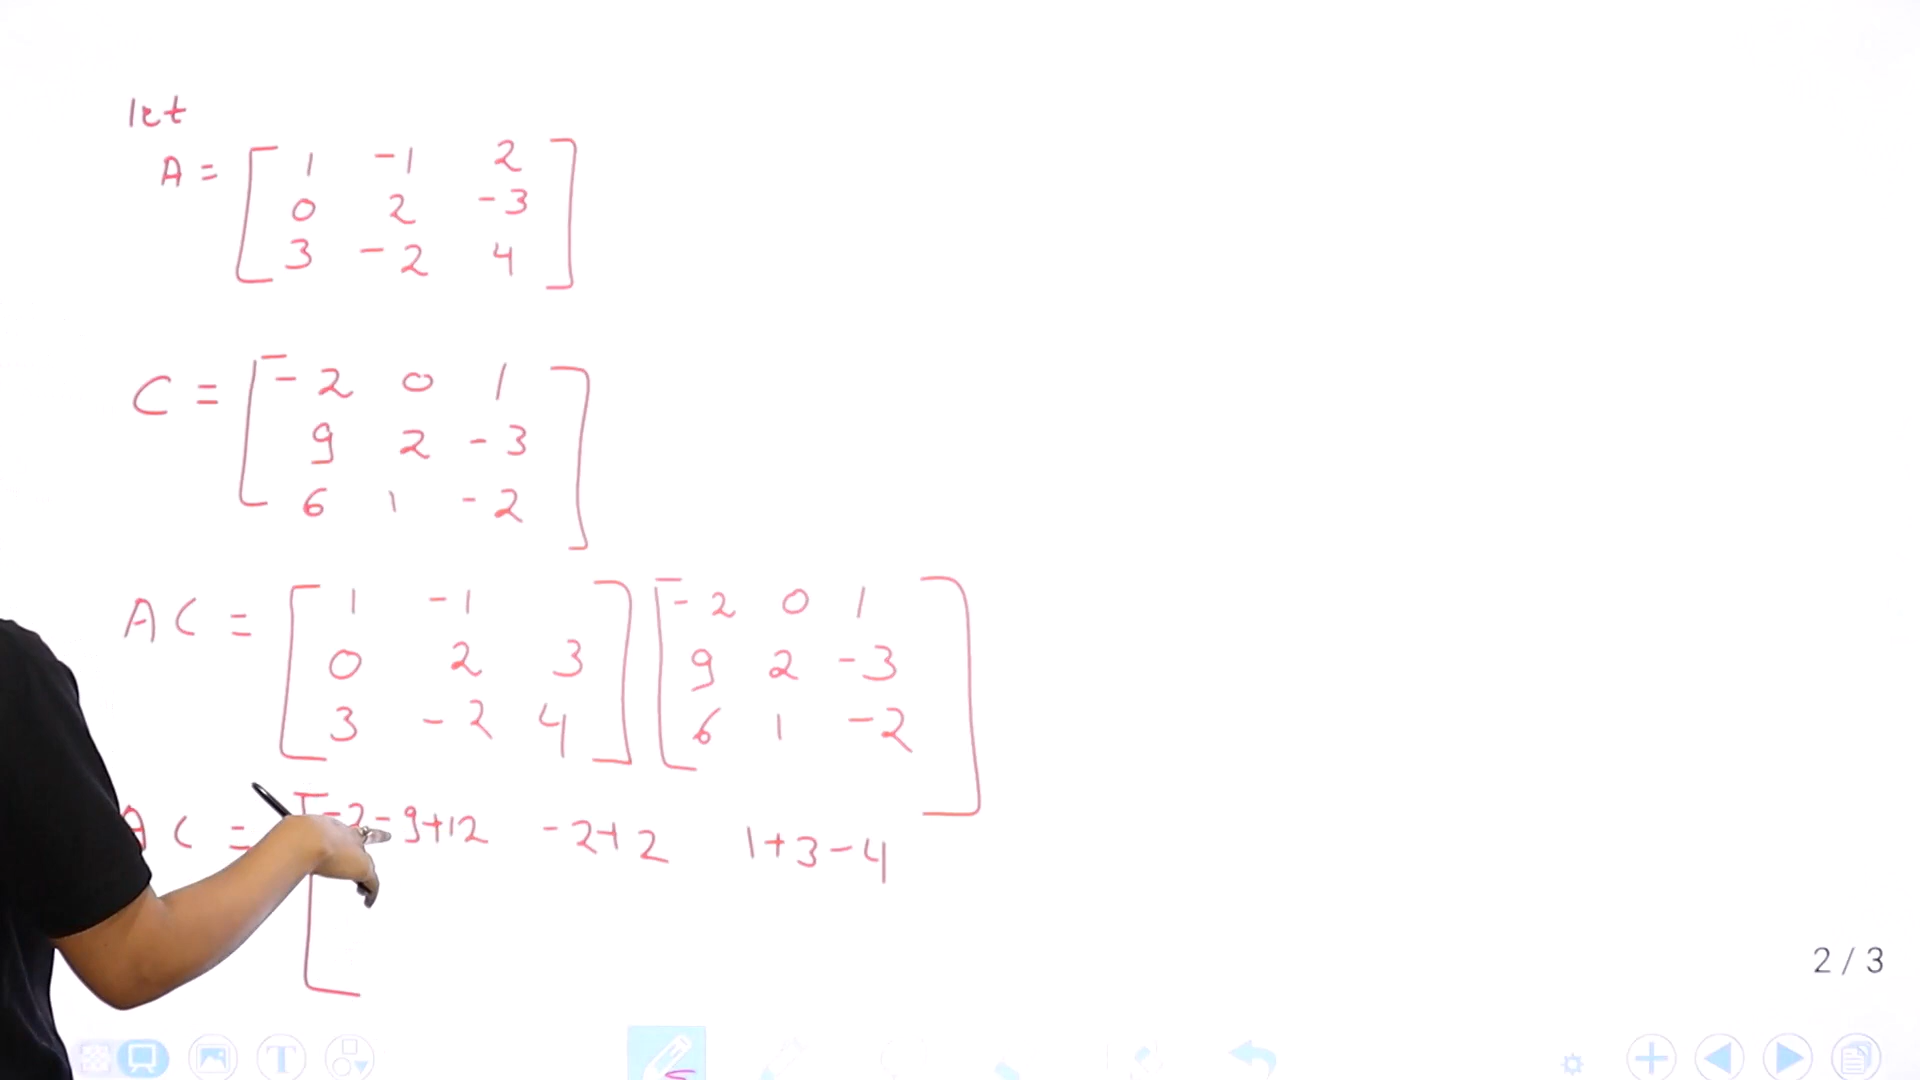 let
A = [ 1 -1 2
0 2 -3
3 -2 4 ]
C = [ -2 0 1
9 2 -3
6 1 -2 ]
AC = [ 1 -1 ] [ -2 0 1 ]
0 2 3 9 2 -3
3 -2 4 6 1 -2
AC = [ -2-9+12 -2+2 1+3-4
2 / 3
T